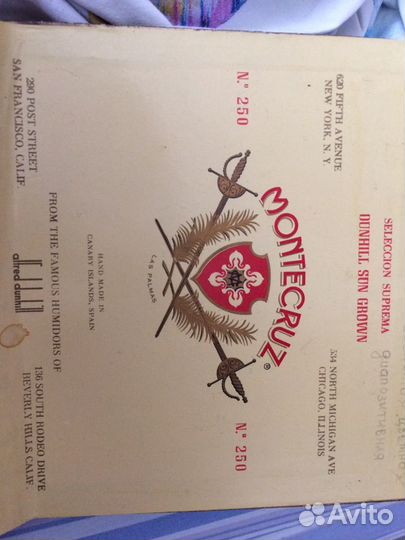 SELECCION SUPREMA
DUNHILL SUN GROWN
620 FIFTH AVENUE
NEW YORK, N. Y.
334 NORTH MICHIGAN AVE
CHICAGO, ILLINOIS
Nº 250
MONTECRUZ®
Nº 250
LAS PALMAS
HAND MADE IN
CANARY ISLANDS, SPAIN
FROM THE FAMOUS HUMIDORS OF
290 POST STREET
SAN FRANCISCO, CALIF.
alfred dunhill
136 SOUTH RODEO DRIVE
BEVERLY HILLS CALIF.
диапозитивная
Avito